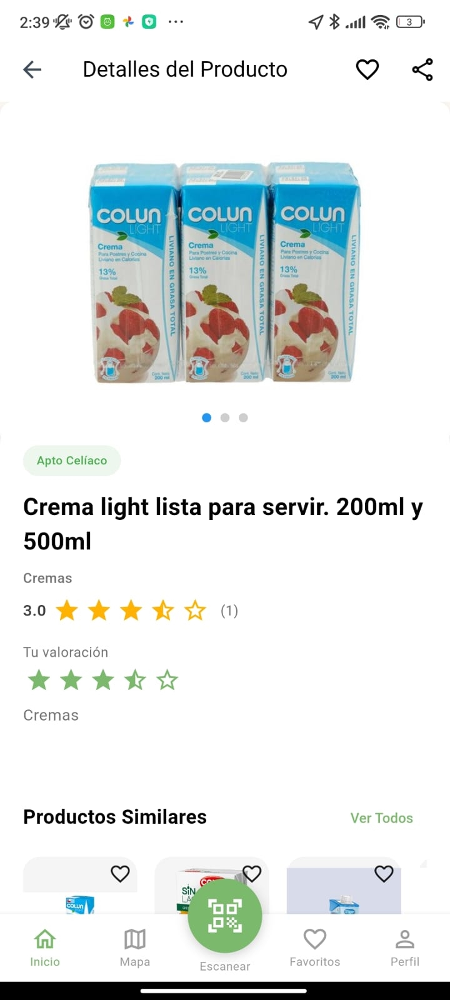 2:39
3
Detalles del Producto
COLUN
LIGHT
Crema
Para Postres y Cocina
Liviano en Calorías
13%
Grasa Total
LIVIANO EN GRASA TOTAL
Cont. Neto
200 ml
COLUN
LIGHT
Crema
Para Postres y Cocina
Liviano en Calorías
13%
Grasa Total
LIVIANO EN GRASA TOTAL
Cont. Neto
200 ml
COLUN
LIGHT
Crema
Para Postres y Cocina
Liviano en Calorías
13%
Grasa Total
LIVIANO EN GRASA TOTAL
Cont. Neto
200 ml
Apto Celíaco
Crema light lista para servir. 200ml y
500ml
Cremas
3.0 (1)
Tu valoración
Cremas
Productos Similares
Ver Todos
COLUN
SIN
Inicio
Mapa
Escanear
Favoritos
Perfil